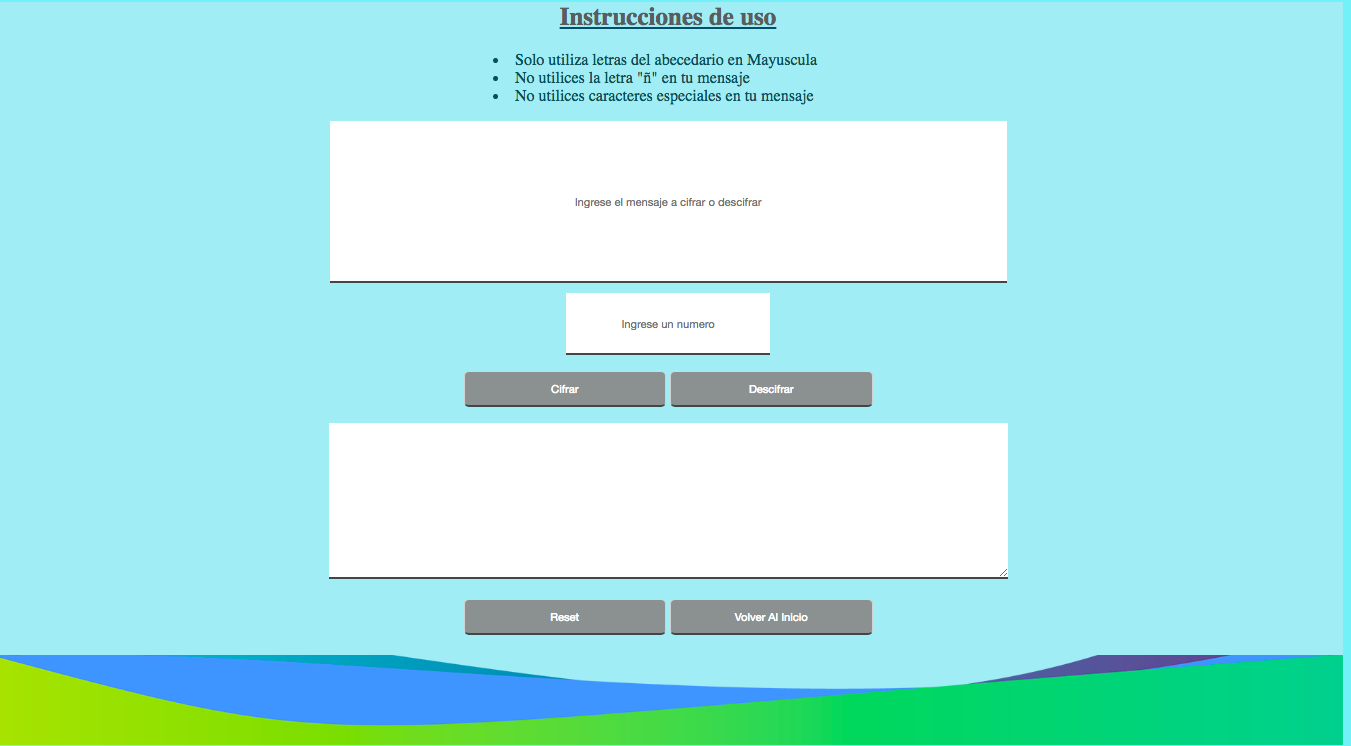 Instrucciones de uso
Solo utiliza letras del abecedario en Mayuscula
No utilices la letra "ñ" en tu mensaje
No utilices caracteres especiales en tu mensaje
Ingrese el mensaje a cifrar o descifrar
Ingrese un numero
Cifrar Descifrar
Reset Volver Al Inicio